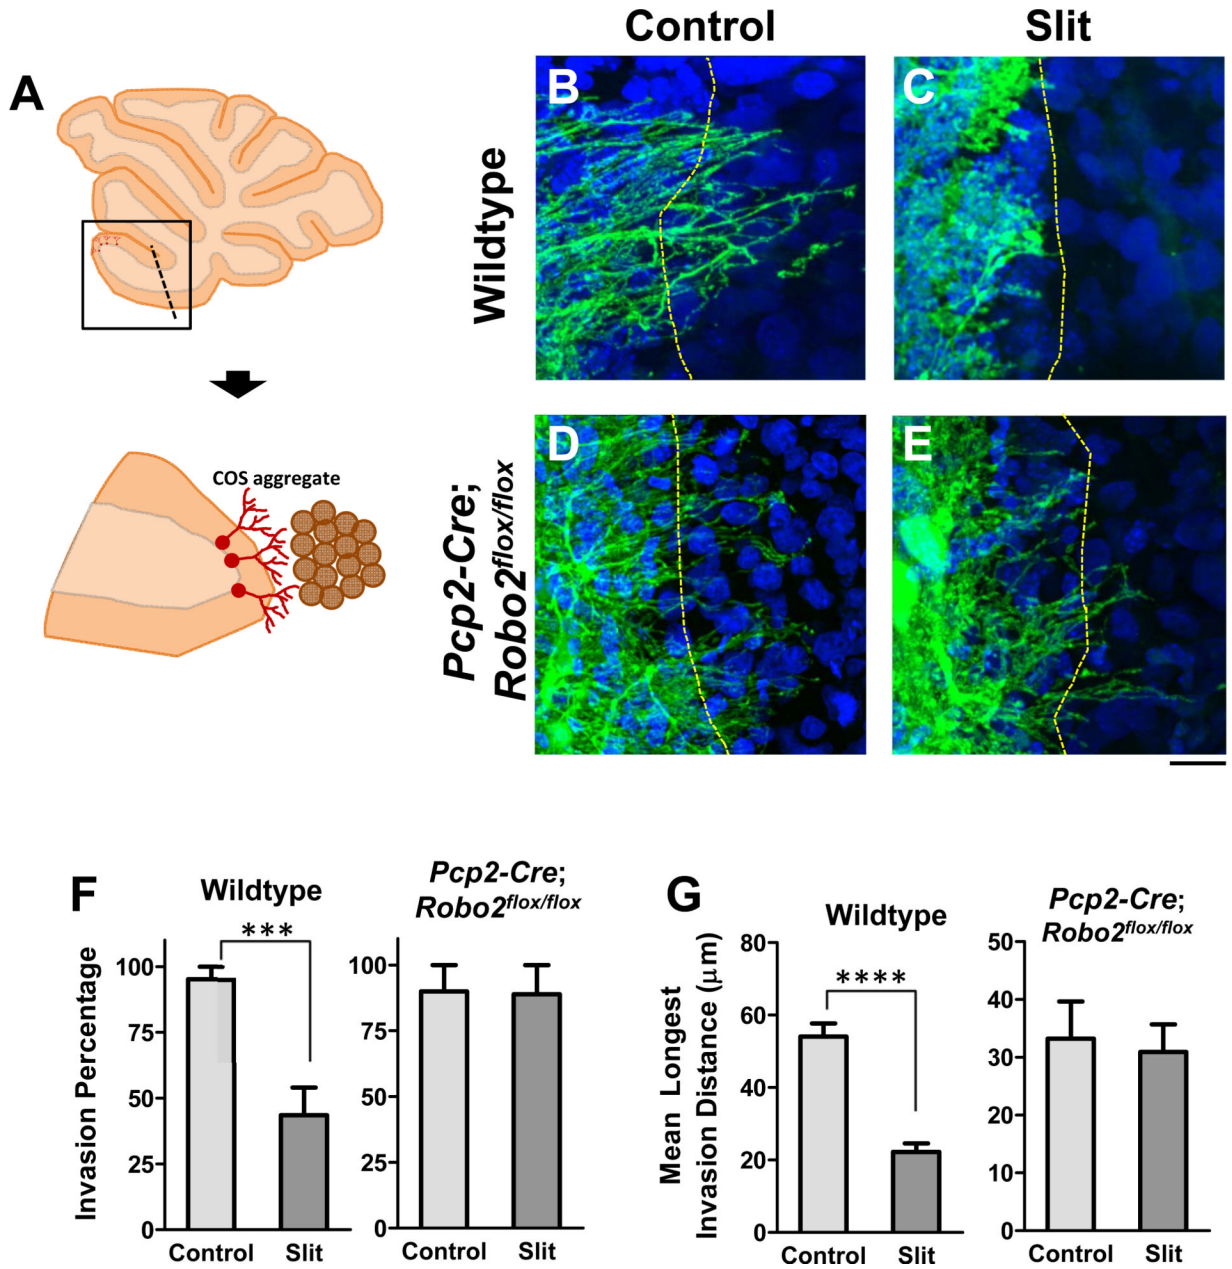 Control
Slit
A
B
C
Wildtype
COS aggregate
D
E
Pcp2-Cre;
Robo2flox/flox
F
Wildtype
Pcp2-Cre;
Robo2flox/flox
***
Invasion Percentage
100
75
50
25
0
100
75
50
25
0
Control
Slit
Control
Slit
G
Wildtype
Pcp2-Cre;
Robo2flox/flox
****
Mean Longest
Invasion Distance (μm)
80
60
40
20
0
50
40
30
20
10
0
Control
Slit
Control
Slit